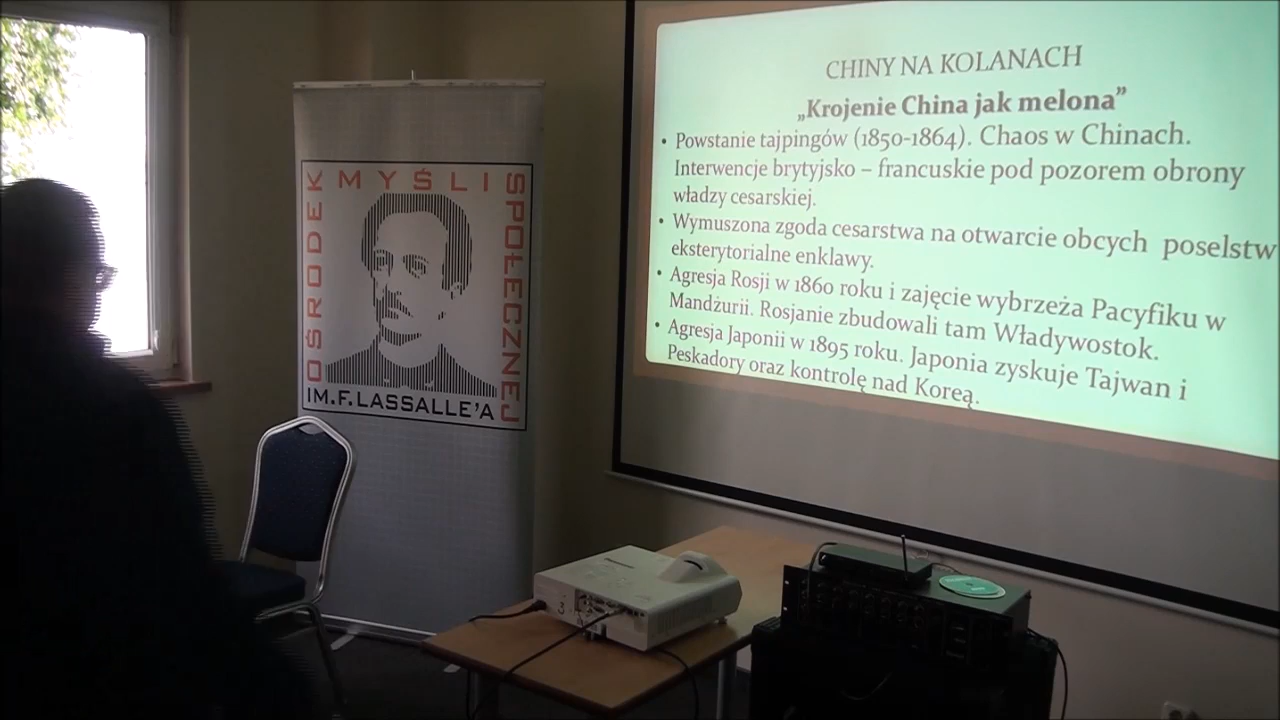 OŚRODEK MYŚLI SPOŁECZNEJ
IM. F. LASSALLE'A
CHINY NA KOLANACH
„Krojenie China jak melona”
• Powstanie tajpingów (1850-1864). Chaos w Chinach.
Interwencje brytyjsko – francuskie pod pozorem obrony
władzy cesarskiej.
• Wymuszona zgoda cesarstwa na otwarcie obcych poselstw
eksterytorialne enklawy.
• Agresja Rosji w 1860 roku i zajęcie wybrzeża Pacyfiku w
Mandżurii. Rosjanie zbudowali tam Władywostok.
• Agresja Japonii w 1895 roku. Japonia zyskuje Tajwan i
Peskadory oraz kontrolę nad Koreą.
3